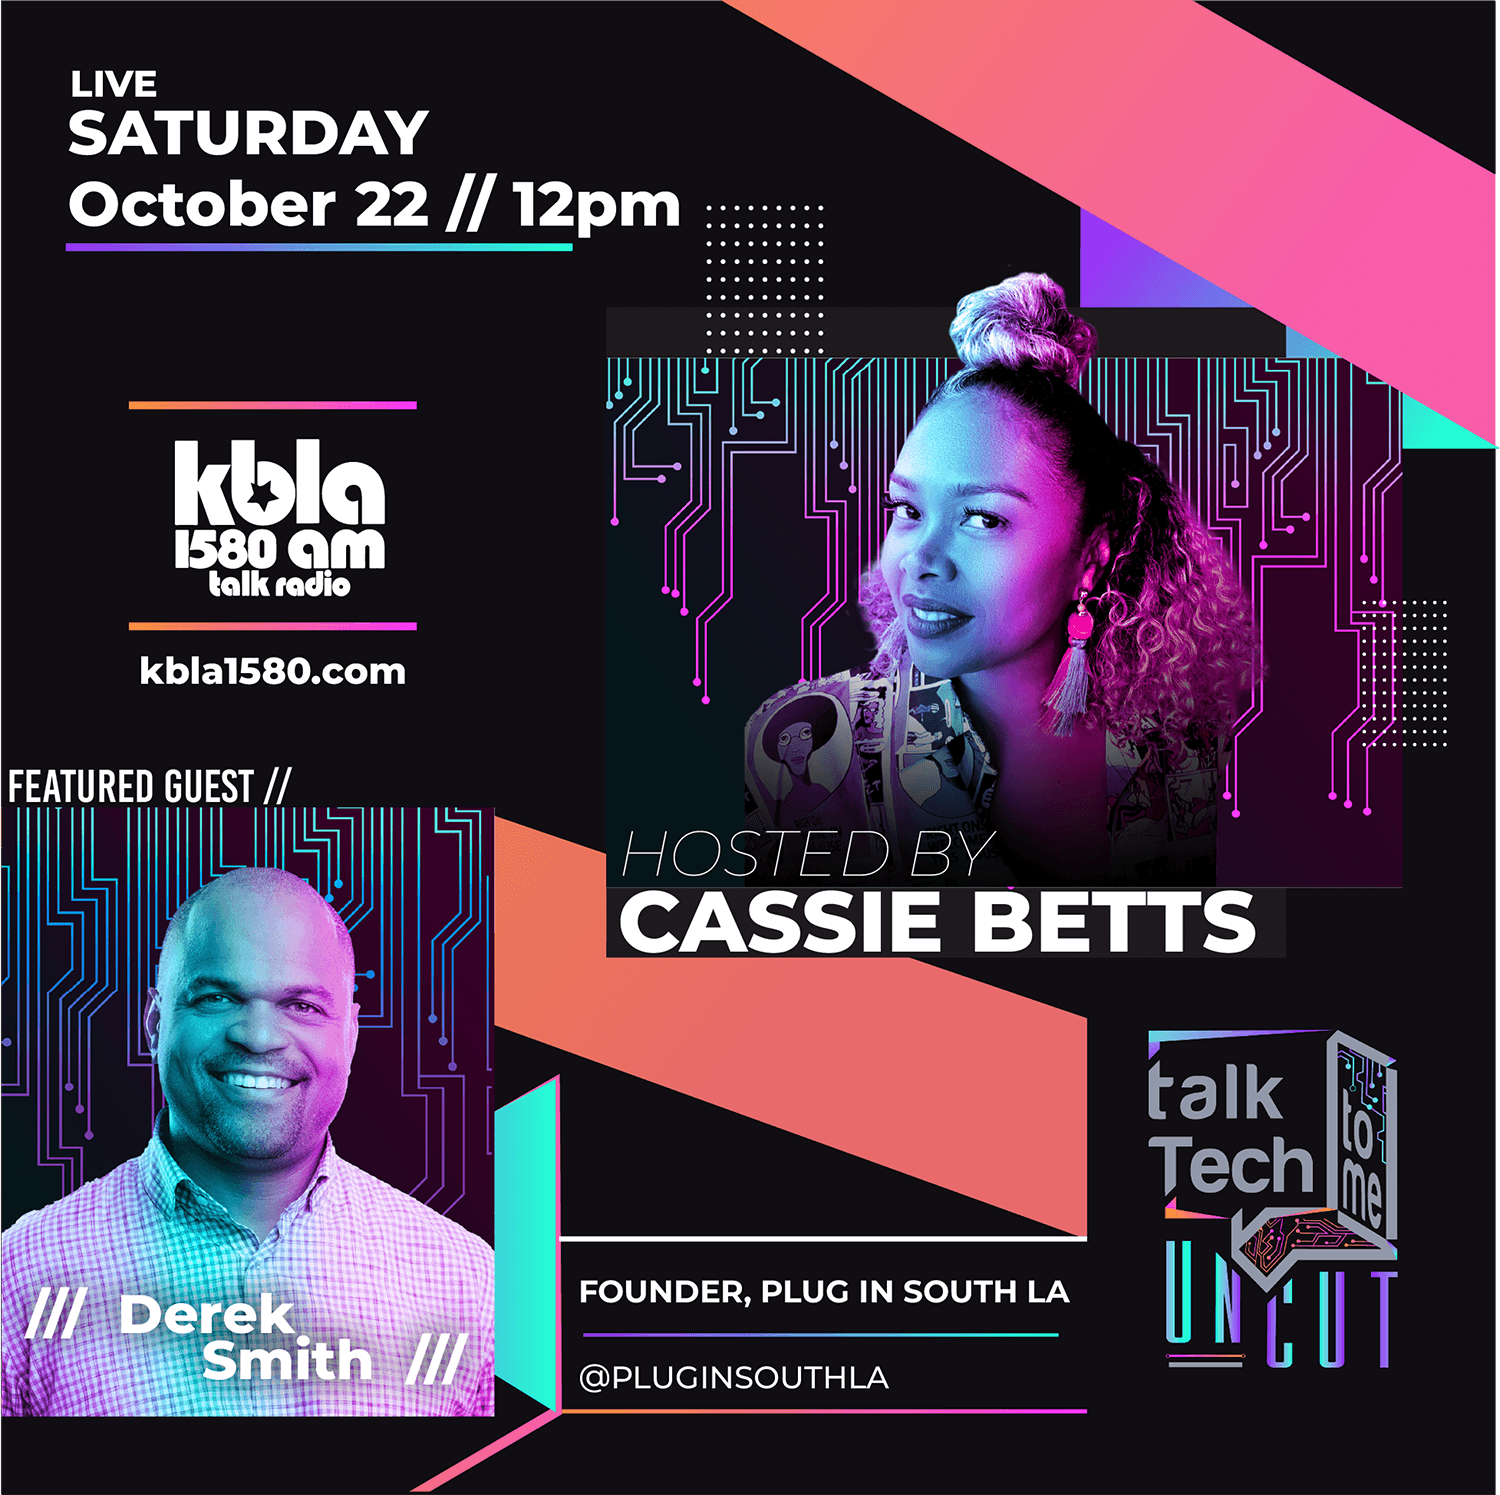 LIVE
SATURDAY
October 22 // 12pm
kbla
1580 am
talk radio
kbla1580.com
HOSTED BY
CASSIE BETTS
FEATURED GUEST //
/// Derek
Smith ///
FOUNDER, PLUG IN SOUTH LA
@PLUGINSOUTHLA
talk
Tech
to
me
UNCUT